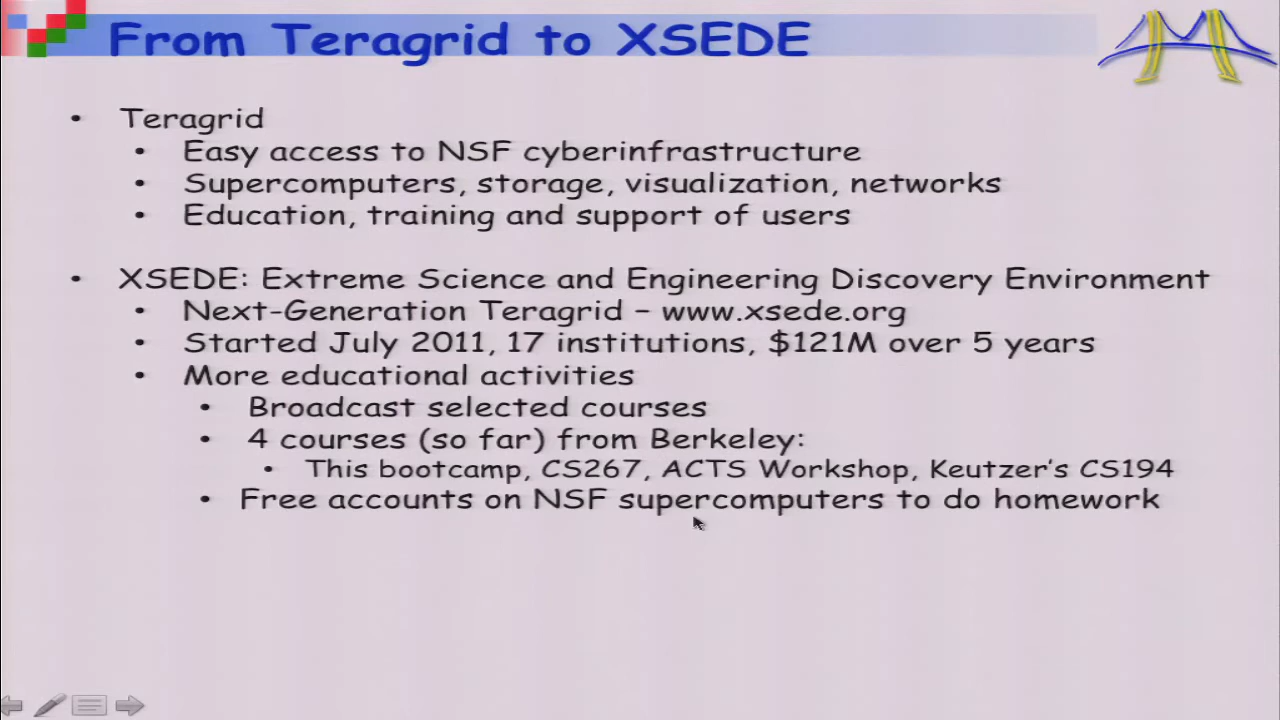 From Teragrid to XSEDE
• Teragrid
• Easy access to NSF cyberinfrastructure
• Supercomputers, storage, visualization, networks
• Education, training and support of users
• XSEDE: Extreme Science and Engineering Discovery Environment
• Next-Generation Teragrid – www.xsede.org
• Started July 2011, 17 institutions, $121M over 5 years
• More educational activities
• Broadcast selected courses
• 4 courses (so far) from Berkeley:
• This bootcamp, CS267, ACTS Workshop, Keutzer's CS194
• Free accounts on NSF supercomputers to do homework